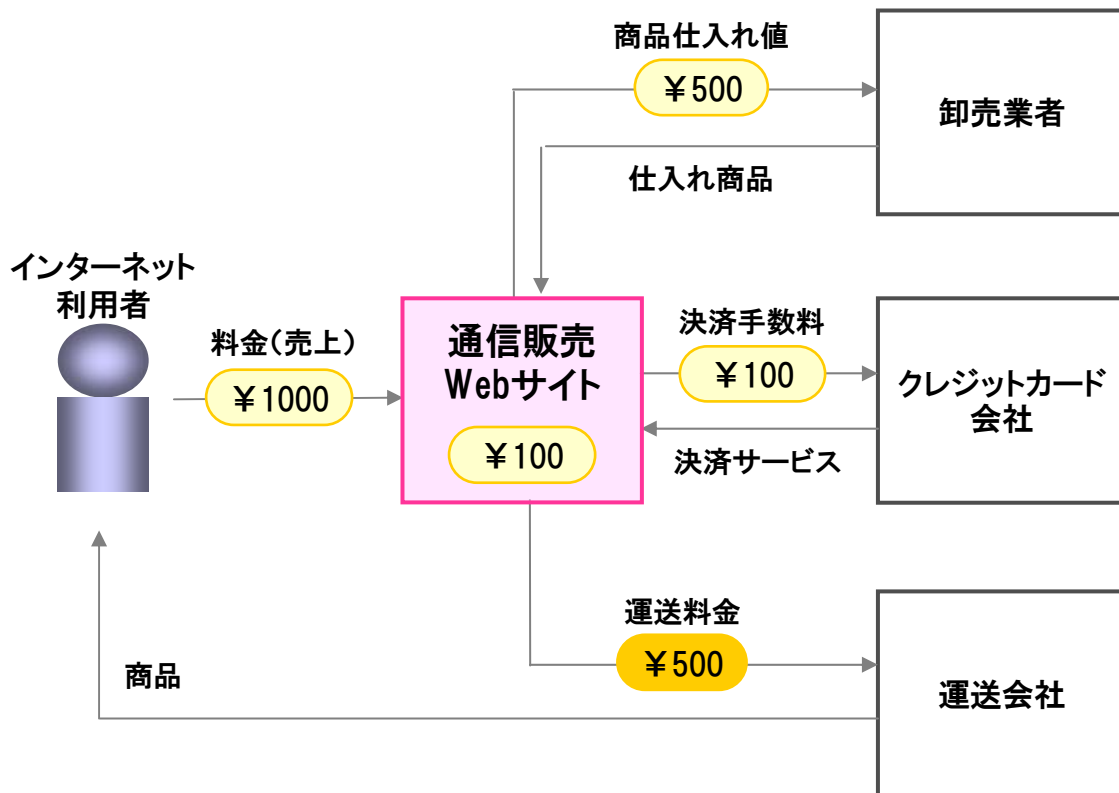 商品仕入れ値
￥500
卸売業者
仕入れ商品
インターネット
利用者
料金（売上）
￥1000
通信販売
Webサイト
￥100
決済手数料
￥100
クレジットカード
会社
決済サービス
運送料金
￥500
運送会社
商品